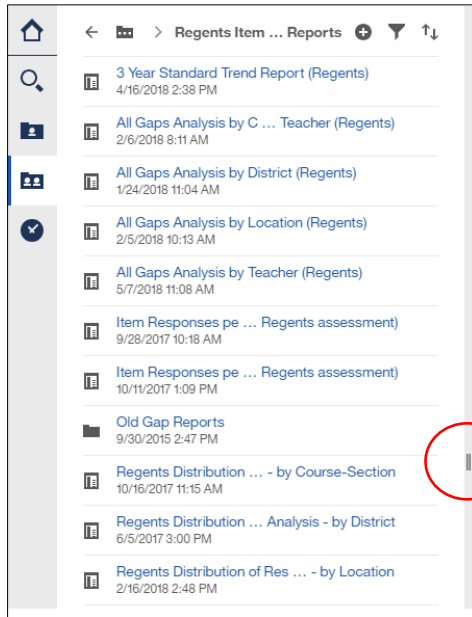 Regents Item … Reports
3 Year Standard Trend Report (Regents)
4/16/2018 2:38 PM
All Gaps Analysis by C … Teacher (Regents)
2/6/2018 8:11 AM
All Gaps Analysis by District (Regents)
1/24/2018 11:04 AM
All Gaps Analysis by Location (Regents)
2/5/2018 10:13 AM
All Gaps Analysis by Teacher (Regents)
5/7/2018 11:08 AM
Item Responses pe … Regents assessment)
9/28/2017 10:18 AM
Item Responses pe … Regents assessment)
10/11/2017 1:09 PM
Old Gap Reports
9/30/2015 2:47 PM
Regents Distribution … - by Course-Section
10/16/2017 11:15 AM
Regents Distribution … Analysis - by District
6/5/2017 3:00 PM
Regents Distribution of Res … - by Location
2/16/2018 2:48 PM